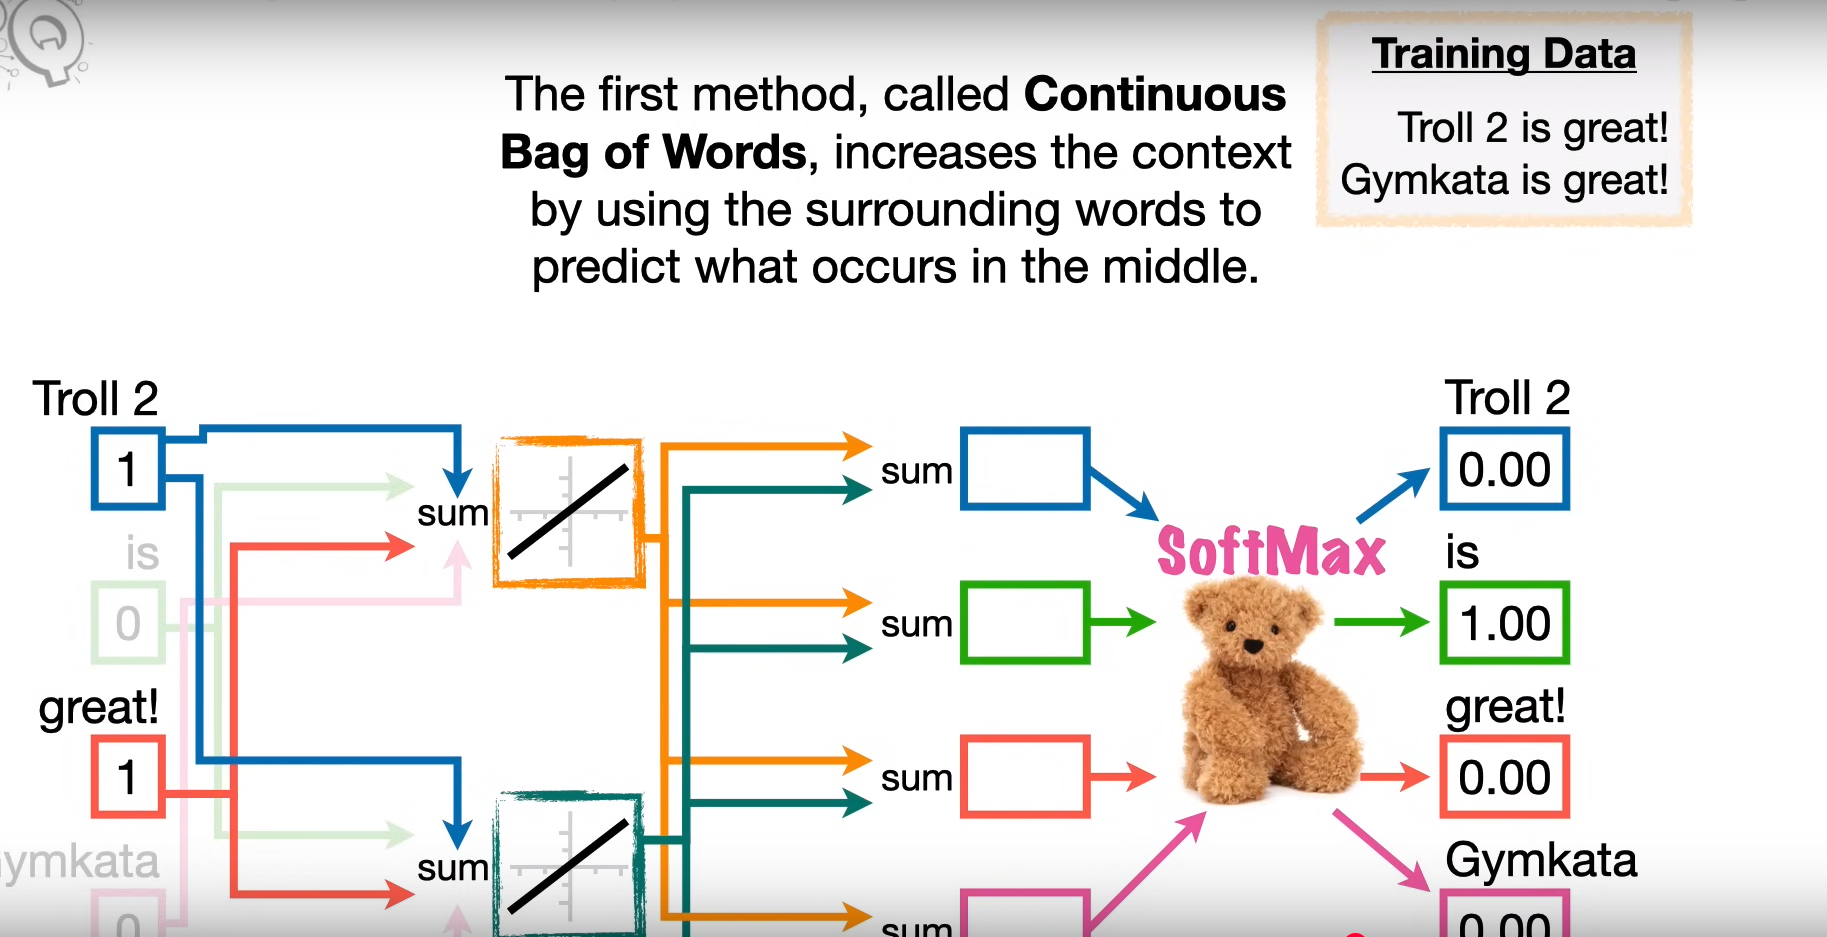 The first method, called Continuous
Bag of Words, increases the context
by using the surrounding words to
predict what occurs in the middle.
Training Data
Troll 2 is great!
Gymkata is great!
Troll 2
1
is
0
great!
1
ymkata
0
sum
sum
sum
sum
sum
sum
SoftMax
Troll 2
0.00
is
1.00
great!
0.00
Gymkata
0.00